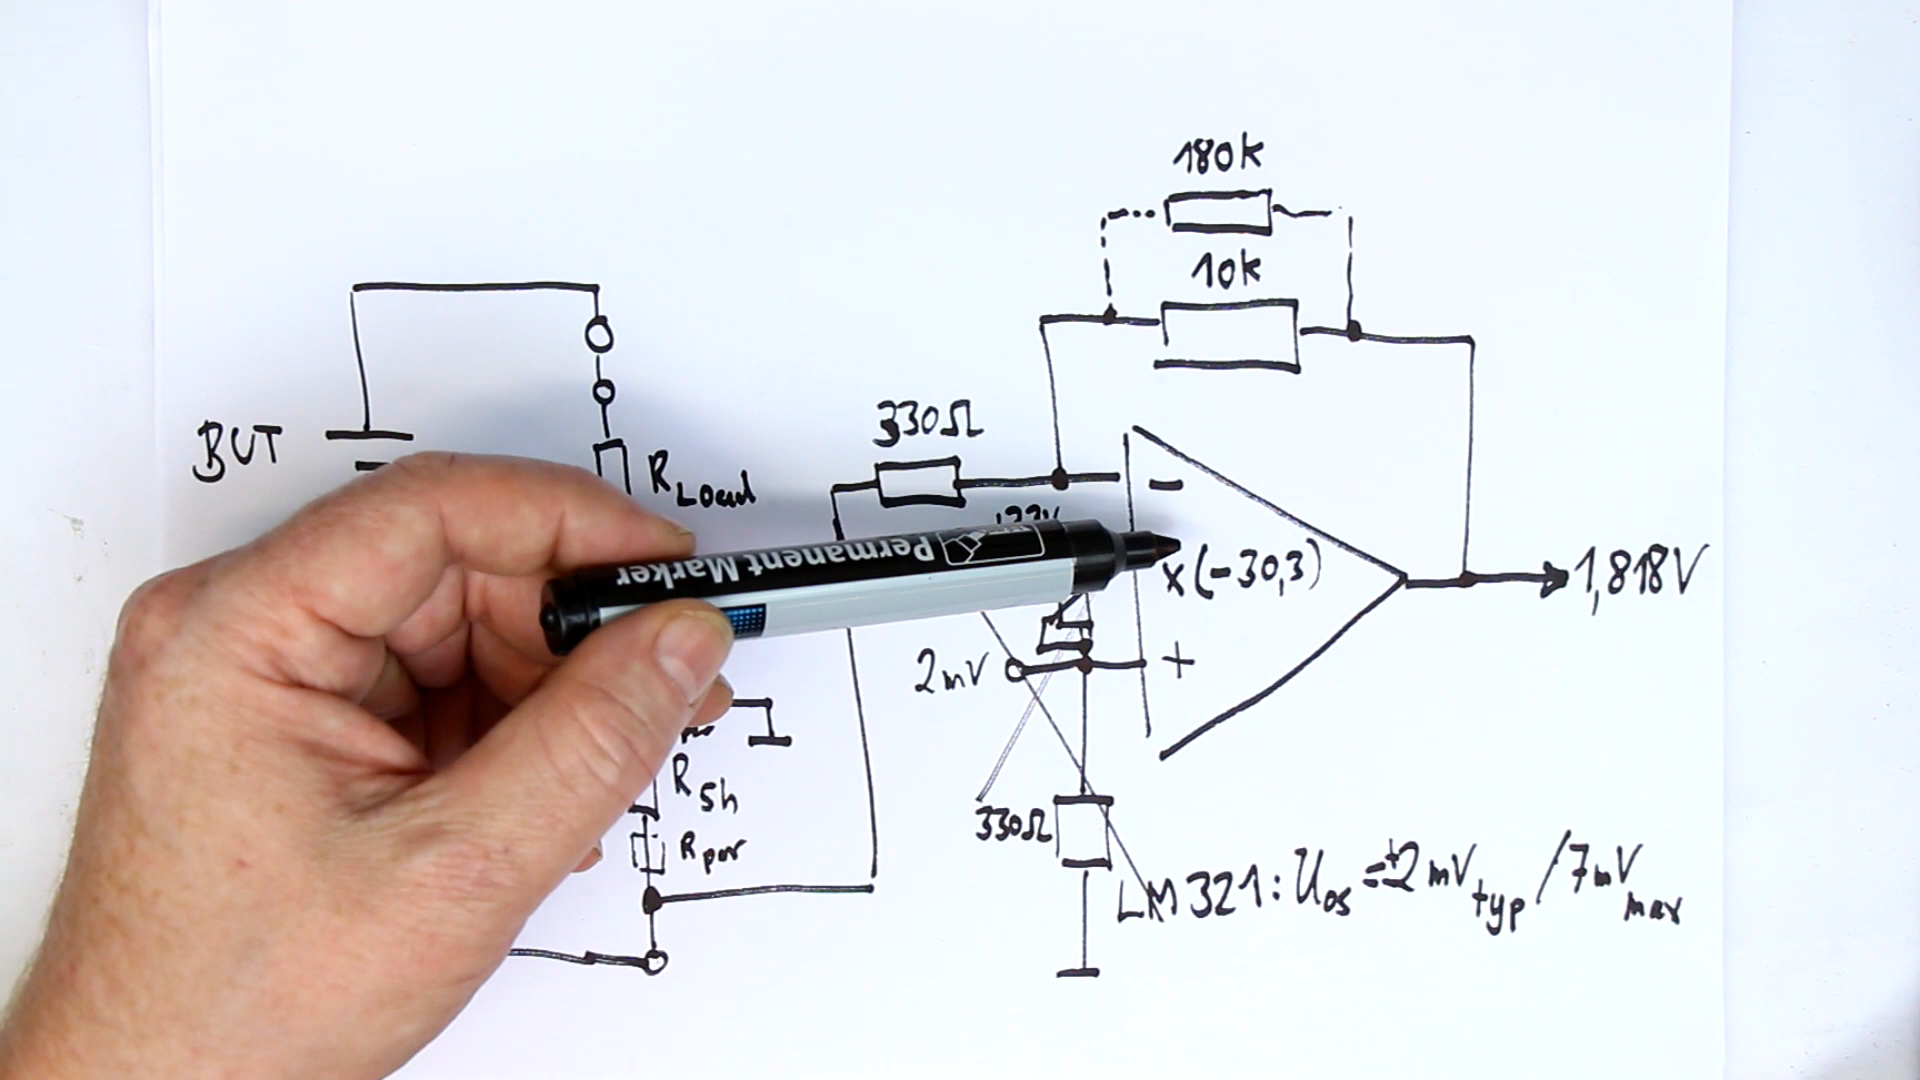 180k
10k
330Ω
BUT
R Load
Permanent Marker
x(-30,3)
1,818V
2mV
-
+
R Sh
R par
330Ω
LM321: Uos = ±2mV typ / 7mV max